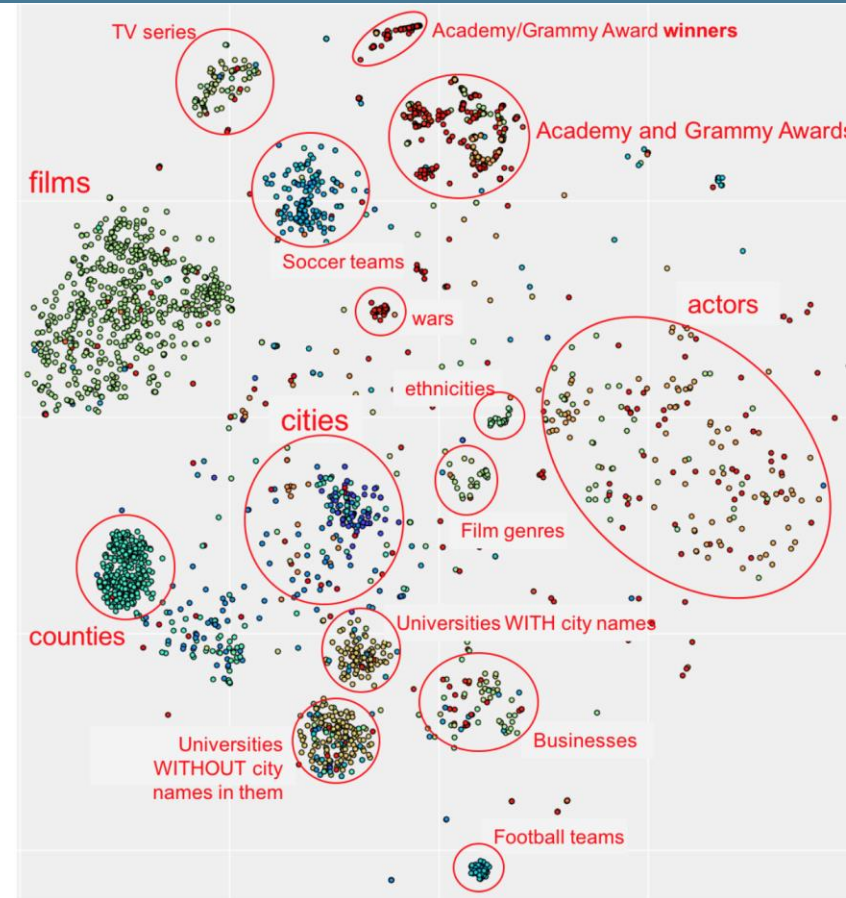 TV series
Academy/Grammy Award winners
Academy and Grammy Awards
films
Soccer teams
wars
actors
ethnicities
cities
Film genres
counties
Universities WITH city names
Universities
WITHOUT city
names in them
Businesses
Football teams